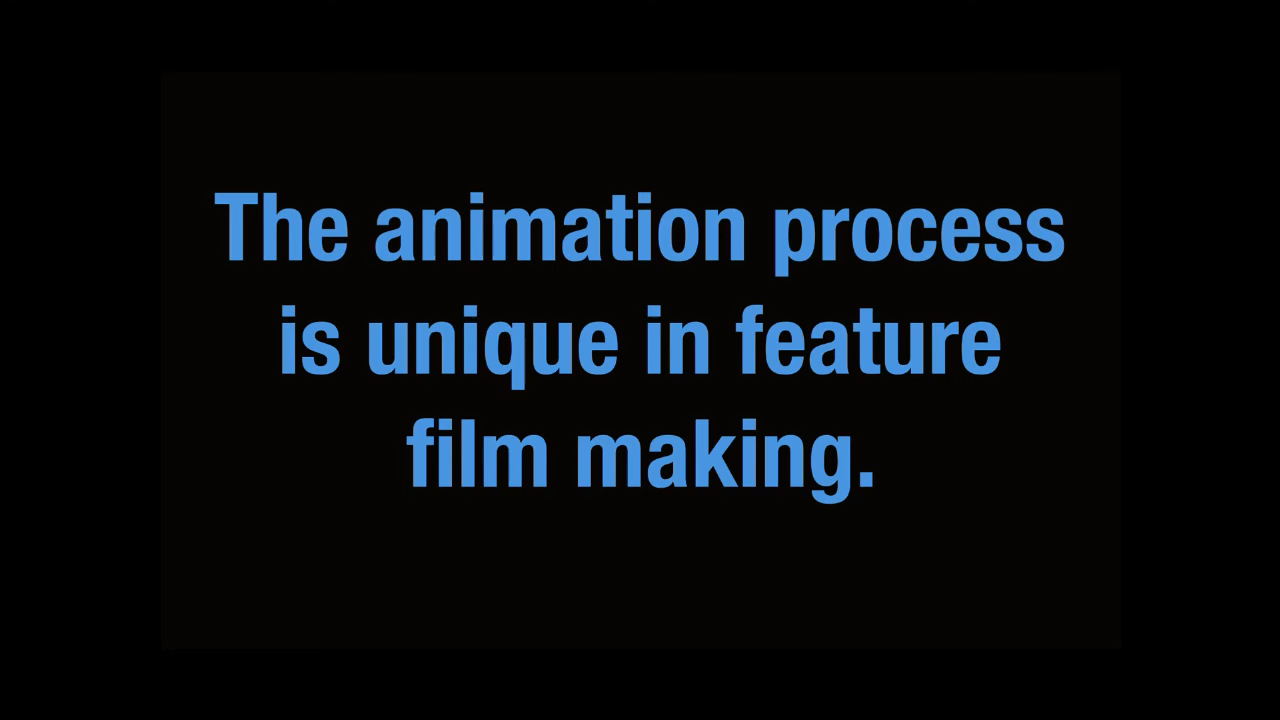 The animation process
is unique in feature
film making.